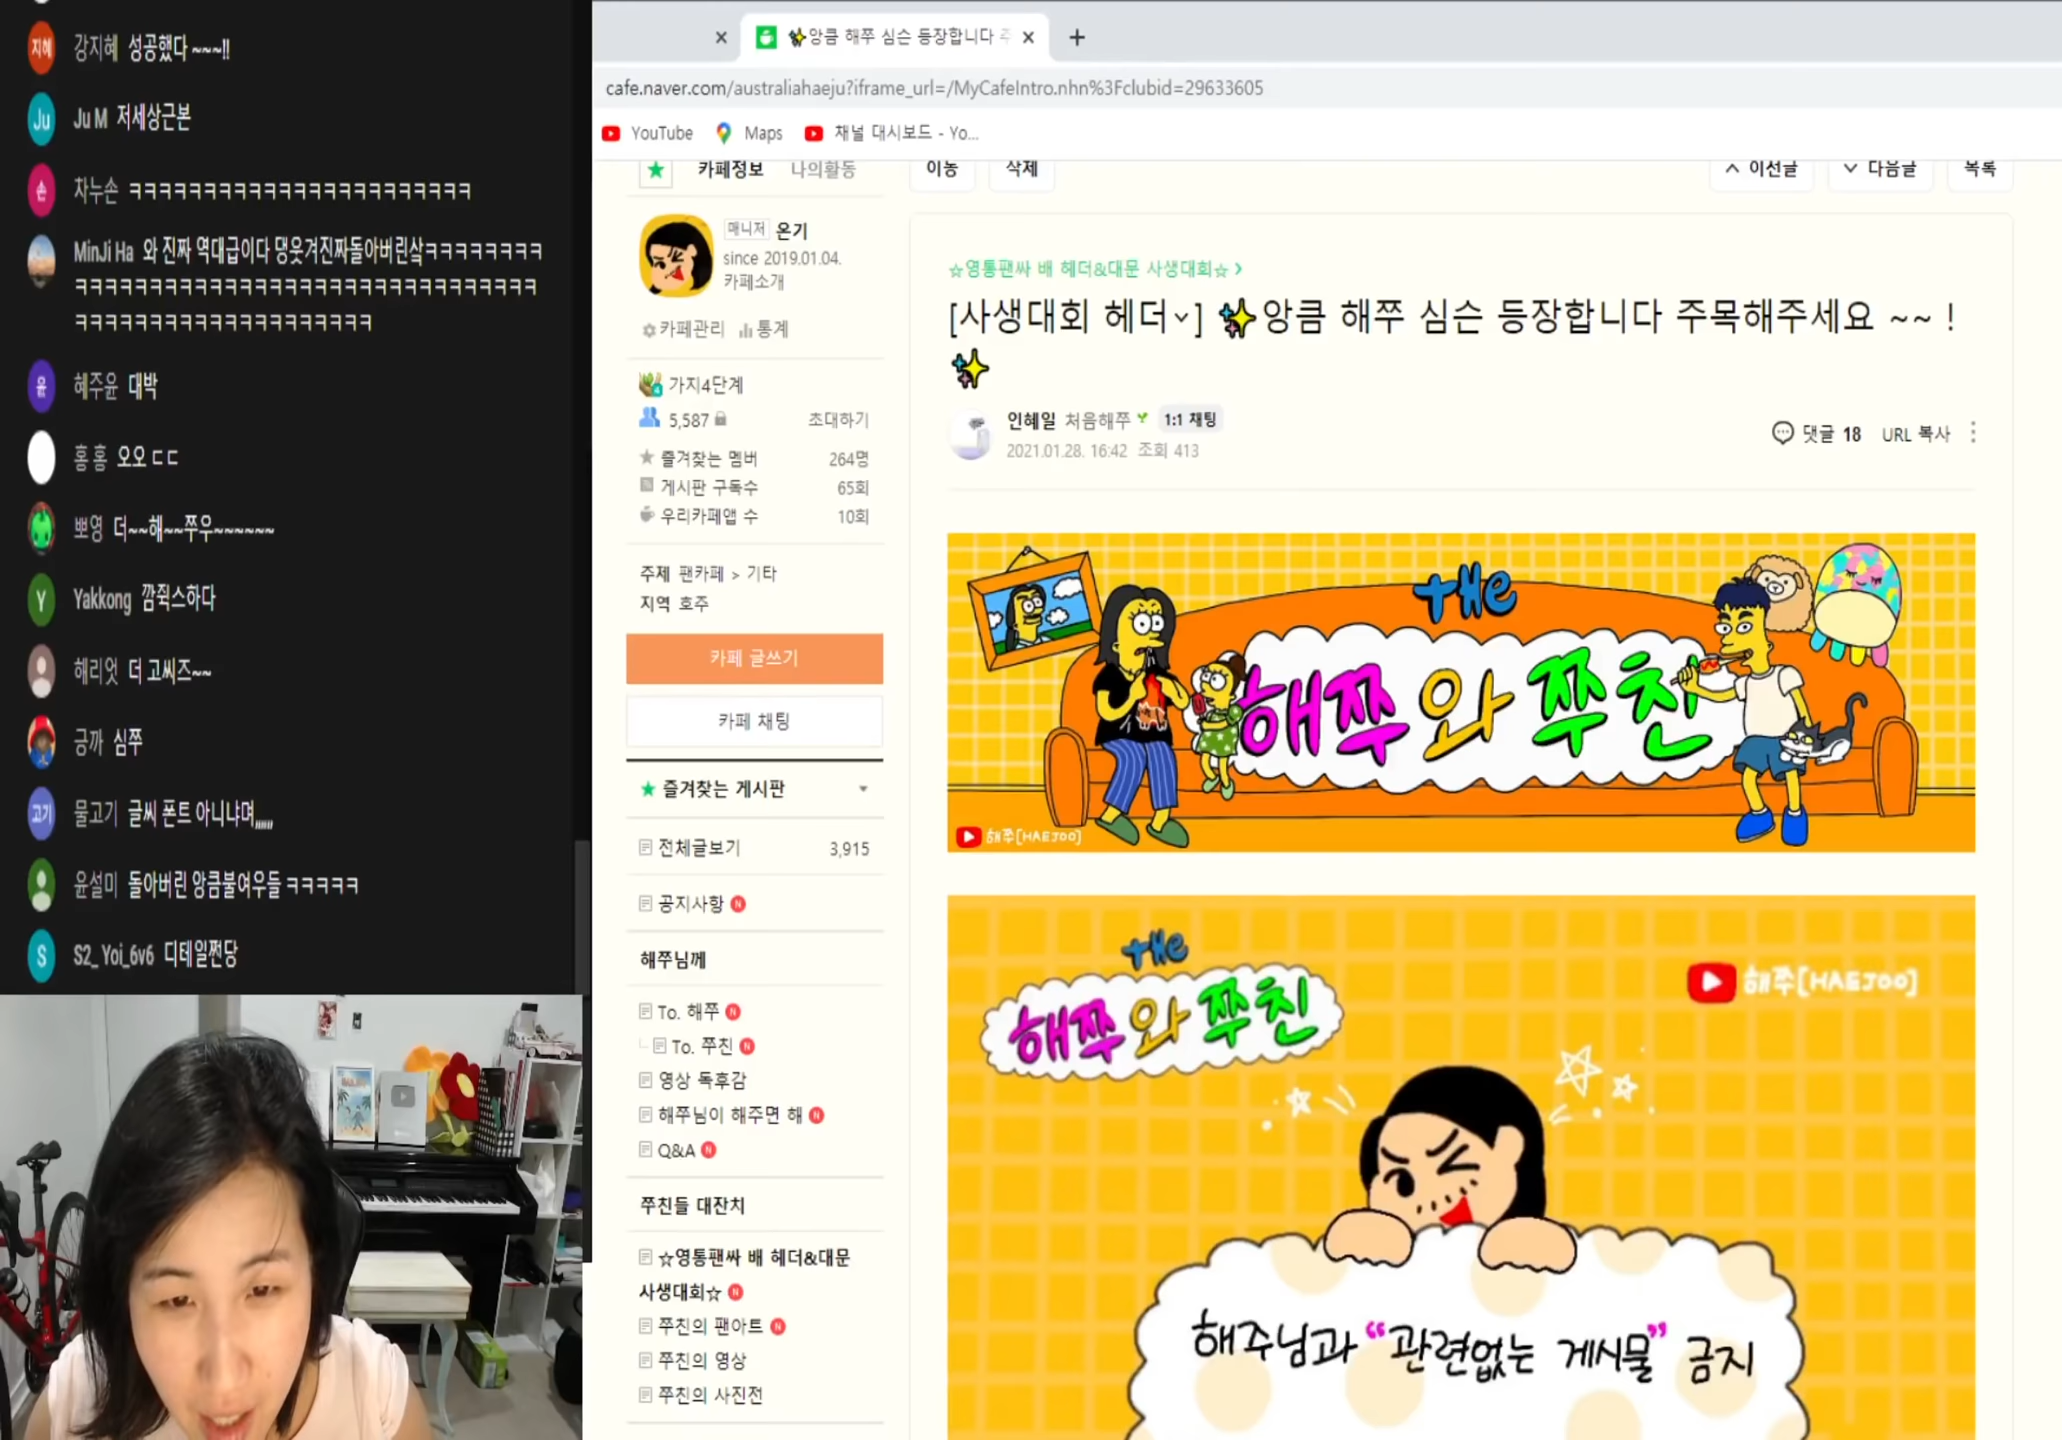 지혜 강지혜 성공했다 ~~~!!
Ju Ju M 저세상근본
손 차누손 ㅋㅋㅋㅋㅋㅋㅋㅋㅋㅋㅋㅋㅋㅋㅋㅋㅋㅋㅋㅋㅋㅋㅋ
MinJi Ha 와 진짜 역대급이다 댕웃겨진짜돌아버린삵ㅋㅋㅋㅋㅋㅋㅋㅋ
ㅋㅋㅋㅋㅋㅋㅋㅋㅋㅋㅋㅋㅋㅋㅋㅋㅋㅋㅋㅋㅋㅋㅋㅋㅋㅋㅋㅋㅋㅋㅋ
ㅋㅋㅋㅋㅋㅋㅋㅋㅋㅋㅋㅋㅋㅋㅋㅋㅋㅋㅋㅋ
윤 혜주윤 대박
홍홍 오오 ㄷㄷ
뽀영 더~~해~~쭈우~~~~~~
Y Yakkong 깜쮝스하다
해리엇 더 고씨즈~~
긍까 심쭈
고기 물고기 글씨 폰트 아니냐며,,,,,
윤설미 돌아버린 앙큼불여우들 ㅋㅋㅋㅋㅋ
S S2_Yoi_6v6 디테일쩐당
✨앙큼 해쭈 심슨 등장합니다 주
cafe.naver.com/australiahaeju?iframe_url=/MyCafeIntro.nhn%3Fclubid=29633605
YouTube Maps 채널 대시보드 - Yo...
카페정보 나의활동
매니저 온기
since 2019.01.04.
카페소개
카페관리 통계
가지4단계
5,587 초대하기
즐겨찾는 멤버 264명
게시판 구독수 65회
우리카페앱 수 10회
주제 팬카페 > 기타
지역 호주
카페 글쓰기
카페 채팅
★ 즐겨찾는 게시판
전체글보기 3,915
공지사항 N
해쭈님께
To. 해쭈 N
To. 쭈친 N
영상 독후감
해쭈님이 해주면 해 N
Q&A N
쭈친들 대잔치
☆영통팬싸 배 헤더&대문
사생대회☆ N
쭈친의 팬아트 N
쭈친의 영상
쭈친의 사진전
이동 삭제 이전글 다음글 목록
☆영통팬싸 배 헤더&대문 사생대회☆ >
[사생대회 헤더⌵] ✨앙큼 해쭈 심슨 등장합니다 주목해주세요 ~~ !
✨
인혜일 처음해쭈 1:1 채팅
2021.01.28. 16:42 조회 413
댓글 18 URL 복사
the
해쭈와 쭈친
해쭈[HAEJOO]
the
해쭈와 쭈친
해쭈[HAEJOO]
해주님과 “관련없는 게시물” 금지